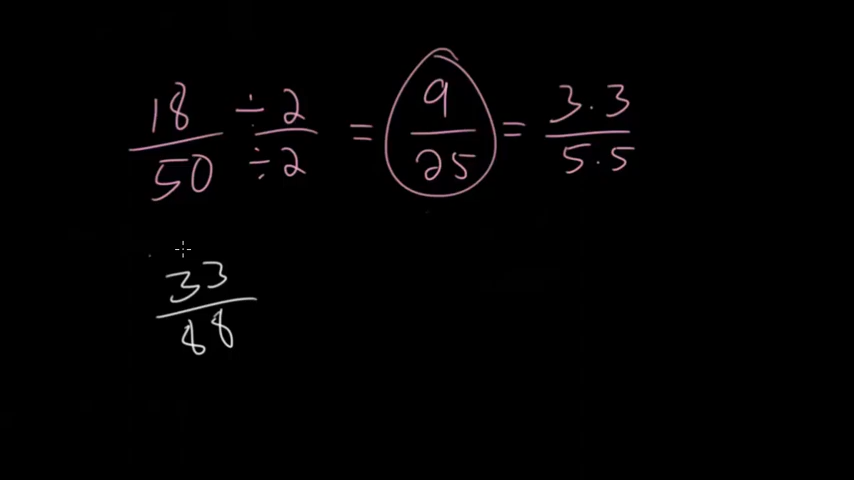 18/50 ÷2/÷2 = 9/25 = 3·3/5·5
33/88